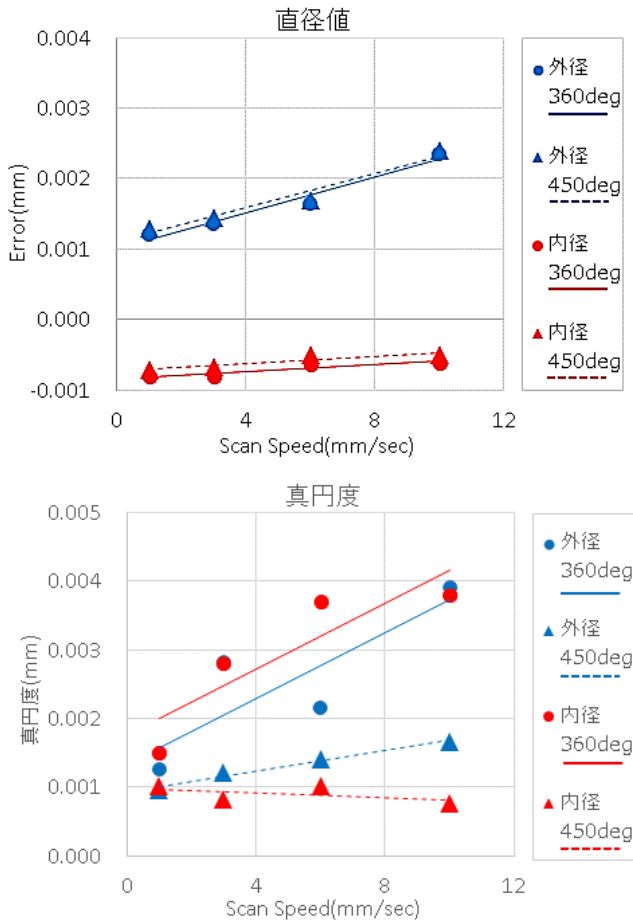 直径値
0.004
0.003
0.002
0.001
0.000
-0.001
Error(mm)
0
4
8
12
Scan Speed(mm/sec)
外径
360deg
外径
450deg
内径
360deg
内径
450deg
真円度
0.005
0.004
0.003
0.002
0.001
0.000
真円度(mm)
0
4
8
12
Scan Speed(mm/sec)
外径
360deg
外径
450deg
内径
360deg
内径
450deg